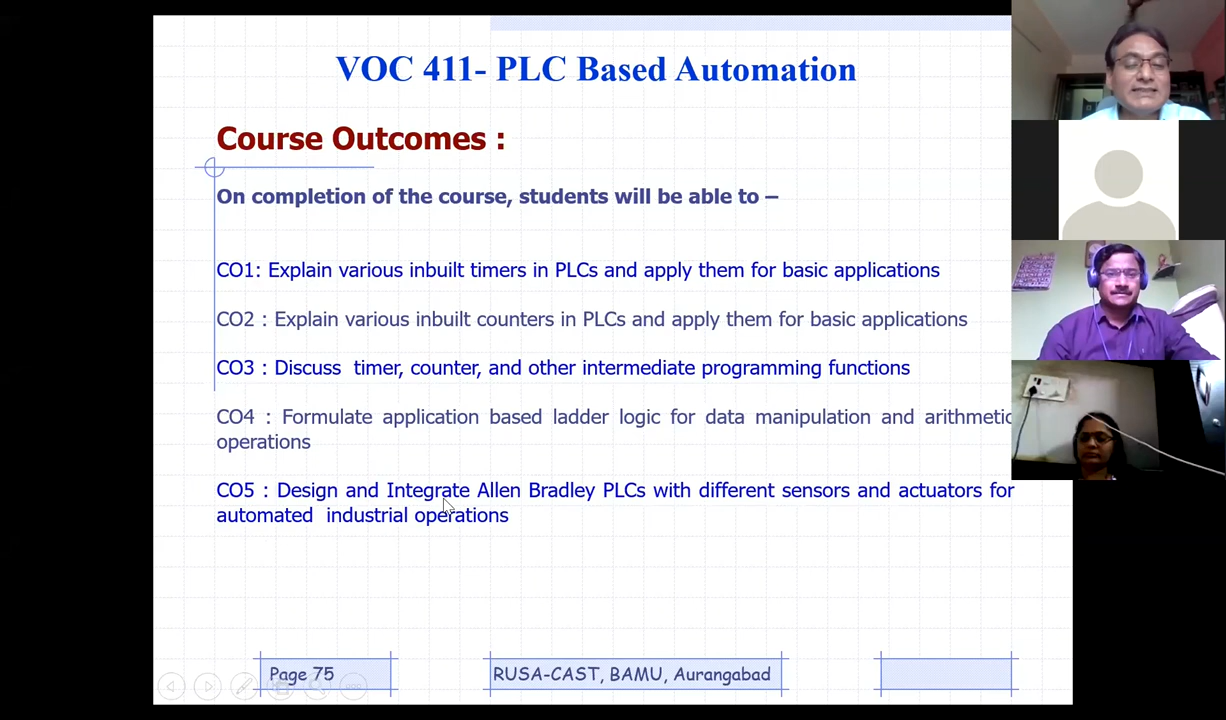 VOC 411- PLC Based Automation
Course Outcomes :
On completion of the course, students will be able to –
CO1: Explain various inbuilt timers in PLCs and apply them for basic applications
CO2 : Explain various inbuilt counters in PLCs and apply them for basic applications
CO3 : Discuss timer, counter, and other intermediate programming functions
CO4 : Formulate application based ladder logic for data manipulation and arithmetic
operations
CO5 : Design and Integrate Allen Bradley PLCs with different sensors and actuators for
automated industrial operations
Page 75
RUSA-CAST, BAMU, Aurangabad